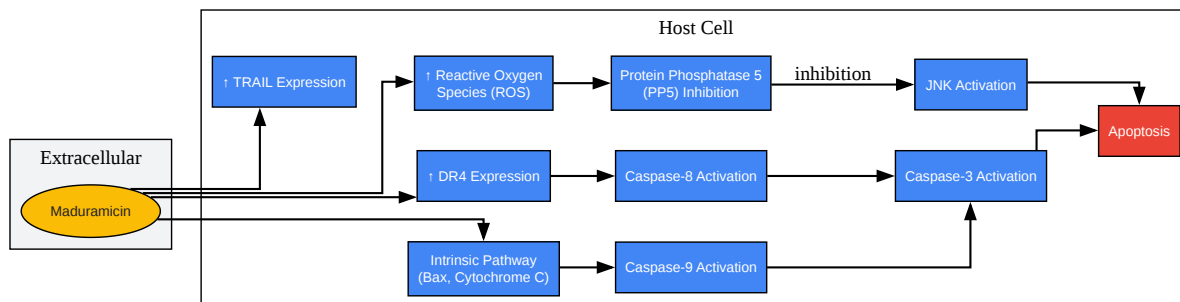 Host Cell
↑ TRAIL Expression
↑ Reactive Oxygen
Species (ROS)
Protein Phosphatase 5
(PP5) Inhibition
inhibition
JNK Activation
Apoptosis
Extracellular
Maduramicin
↑ DR4 Expression
Caspase-8 Activation
Caspase-3 Activation
Intrinsic Pathway
(Bax, Cytochrome C)
Caspase-9 Activation